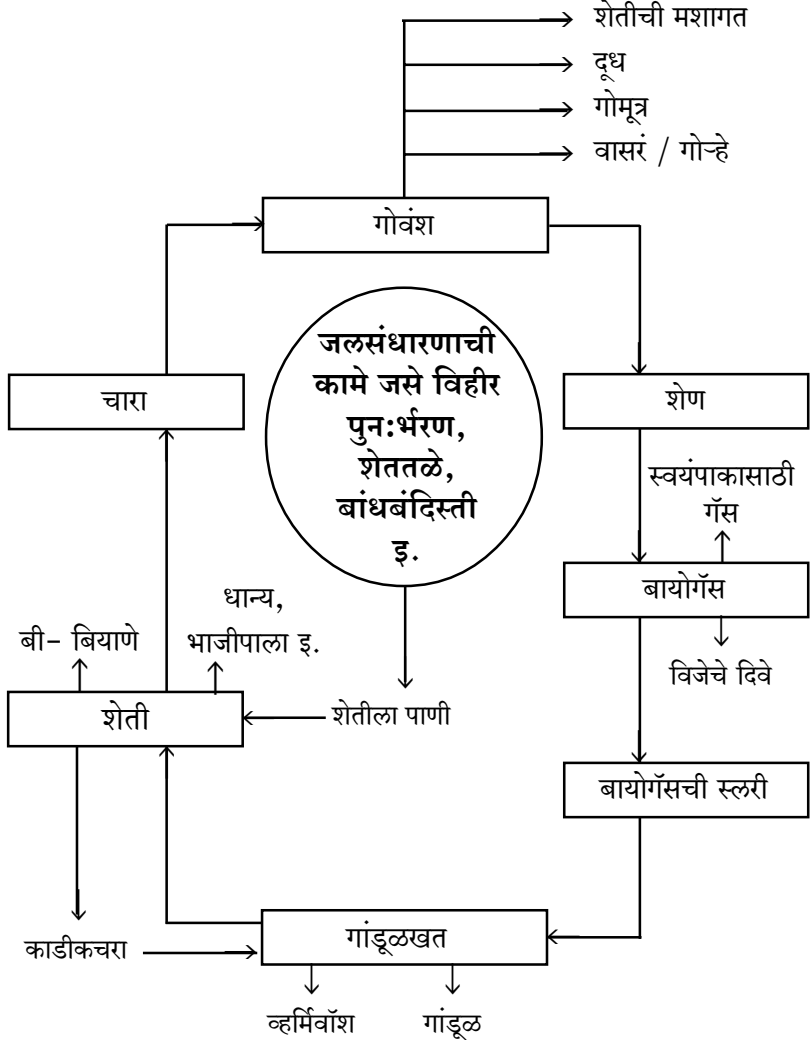 शेतीची मशागत
दूध
गोमूत्र
वासरं / गोऱ्हे
गोवंश
जलसंधारणाची
कामे जसे विहीर
पुन:र्भरण,
शेततळे,
बांधबंदिस्ती
इ.
चारा
शेण
स्वयंपाकासाठी
गॅस
बायोगॅस
विजेचे दिवे
धान्य,
भाजीपाला इ.
बी- बियाणे
शेती
शेतीला पाणी
बायोगॅसची स्लरी
गांडूळखत
काडीकचरा
व्हर्मिवॉश
गांडूळ